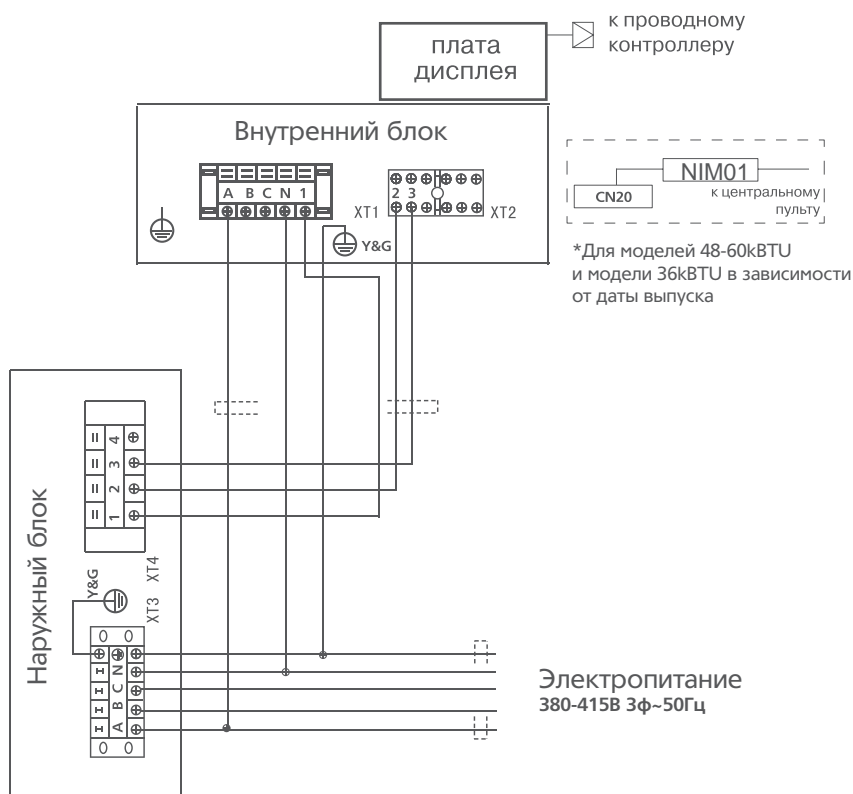 к проводному
контроллеру
плата
дисплея
Внутренний блок
A B C N 1
2 3
XT1
XT2
Y&G
NIM01
CN20
к центральному
пульту
*Для моделей 48-60kBTU
и модели 36kBTU в зависимости
от даты выпуска
Наружный блок
4
3
2
1
XT4
Y&G
XT3
N
C
B
A
Электропитание
380-415В 3ф~50Гц